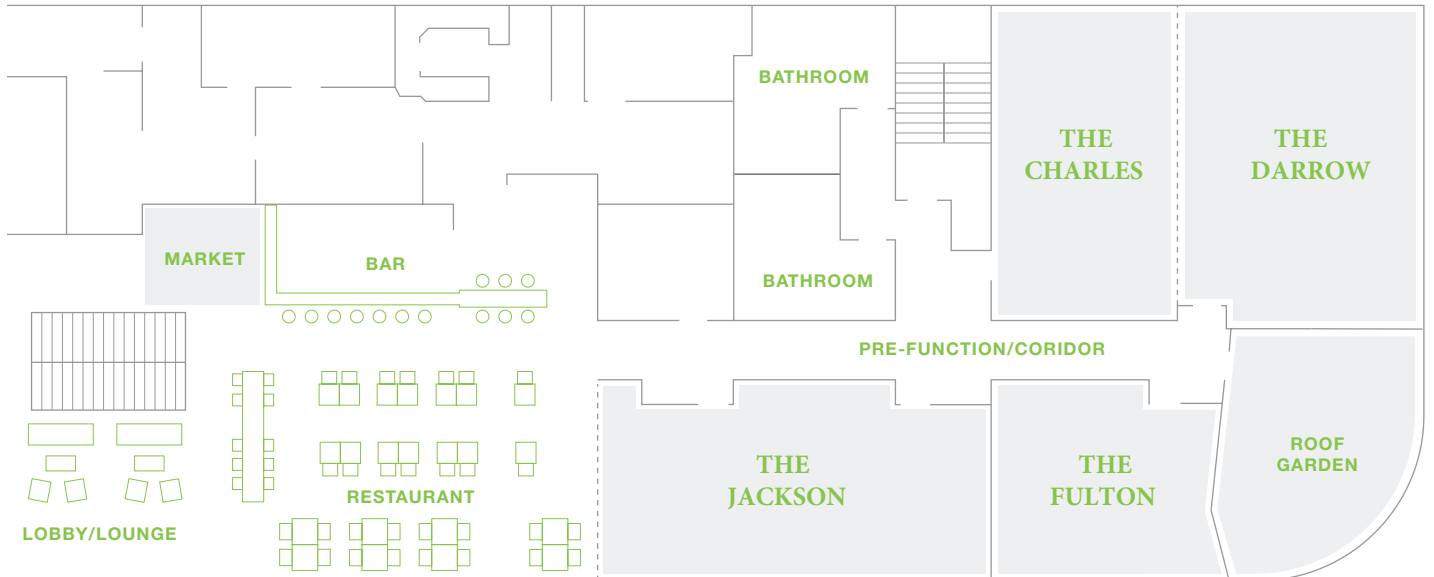 BATHROOM
THE
CHARLES
THE
DARROW
MARKET
BAR
BATHROOM
PRE-FUNCTION/CORIDOR
THE
JACKSON
THE
FULTON
ROOF
GARDEN
RESTAURANT
LOBBY/LOUNGE